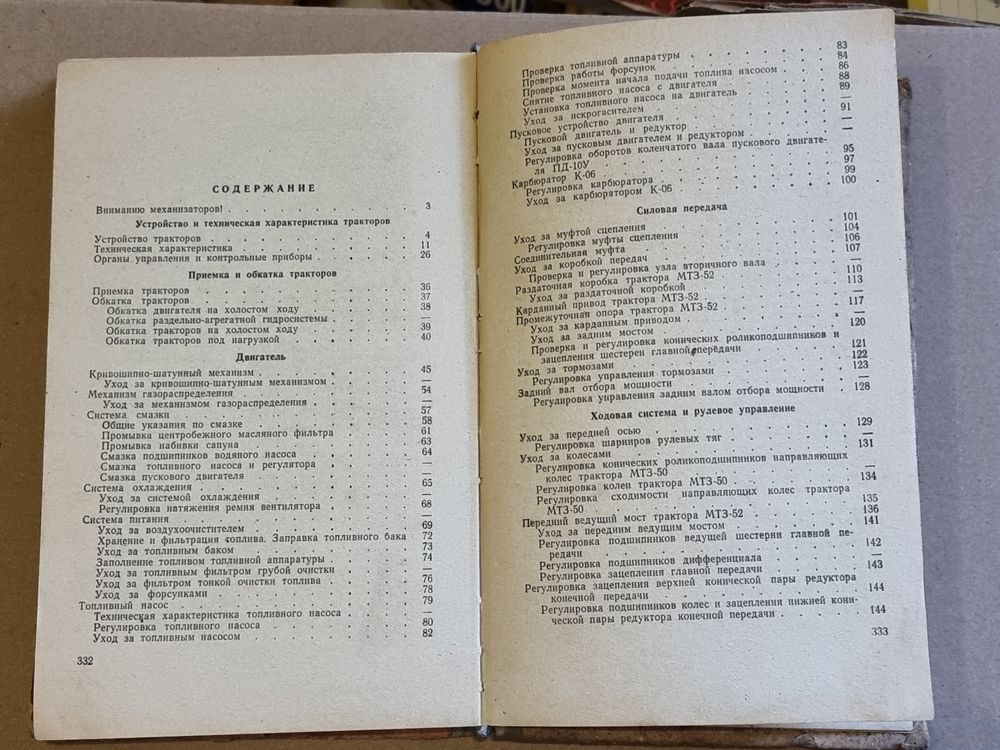 СОДЕРЖАНИЕ
Вниманию механизаторов! . . . . . . . . 3
Устройство и техническая характеристика тракторов
Устройство тракторов . . . . . . . . 4
Техническая характеристика . . . . . . . . 11
Органы управления и контрольные приборы . . . . . . 26
Приемка и обкатка тракторов
Приемка тракторов . . . . . . . . 36
Обкатка тракторов . . . . . . . . 37
Обкатка двигателя на холостом ходу . . . . . . 38
Обкатка раздельно-агрегатной гидросистемы . . . . . —
Обкатка тракторов на холостом ходу . . . . . . 39
Обкатка тракторов под нагрузкой . . . . . . 40
Двигатель
Кривошипно-шатунный механизм . . . . . . . 45
Уход за кривошипно-шатунным механизмом . . . . . —
Механизм газораспределения . . . . . . . 54
Уход за механизмом газораспределения . . . . . —
Система смазки . . . . . . . . 57
Общие указания по смазке . . . . . . . 58
Промывка центробежного масляного фильтра . . . . . 61
Промывка набивки сапуна . . . . . . . 63
Смазка подшипников водяного насоса . . . . . . 64
Смазка топливного насоса и регулятора . . . . . —
Смазка пускового двигателя . . . . . . . —
Система охлаждения . . . . . . . . 65
Уход за системой охлаждения . . . . . . —
Регулировка натяжения ремня вентилятора . . . . . 68
Система питания . . . . . . . .
Уход за воздухоочистителем . . . . . . . 69
Хранение и фильтрация топлива. Заправка топливного бака 72
Уход за топливным баком . . . . . . . 73
Заполнение топливом топливной аппаратуры . . . . . 74
Уход за топливным фильтром грубой очистки . . . . . —
Уход за фильтром тонкой очистки топлива . . . . . 76
Уход за форсунками . . . . . . . 78
Топливный насос . . . . . . . . 79
Техническая характеристика топливного насоса . . . . . —
Регулировка топливного насоса . . . . . . 80
Уход за топливным насосом . . . . . . . 82
332
Проверка топливной аппаратуры . . . . . . 83
Проверка работы форсунок . . . . . . . 84
Проверка момента начала подачи топлива насосом . . . . 86
Снятие топливного насоса с двигателя . . . . . 88
Установка топливного насоса на двигатель . . . . . 89
Уход за искрогасителем . . . . . . . —
Пусковое устройство двигателя . . . . . . . 91
Пусковой двигатель и редуктор . . . . . . —
Уход за пусковым двигателем и редуктором . . . . . —
Регулировка оборотов коленчатого вала пускового двигате-
ля ПД-10У . . . . . . . . 95
Карбюратор К-06 . . . . . . . . 97
Регулировка карбюратора . . . . . . . 99
Уход за карбюратором К-06 . . . . . . . 100
Силовая передача
Уход за муфтой сцепления . . . . . . . 101
Регулировка муфты сцепления . . . . . . 104
Соединительная муфта . . . . . . . 106
Уход за коробкой передач . . . . . . . 107
Проверка и регулировка узла вторичного вала . . . . . —
Раздаточная коробка трактора МТЗ-52 . . . . . . 110
Уход за раздаточной коробкой . . . . . . 113
Карданный привод трактора МТЗ-52 . . . . . . —
Промежуточная опора трактора МТЗ-52 . . . . . . 117
Уход за карданным приводом . . . . . . —
Уход за задним мостом . . . . . . . 120
Проверка и регулировка конических роликоподшипников и
зацепления шестерен главной передачи . . . . . 121
Уход за тормозами . . . . . . . . 122
Регулировка управления тормозами . . . . . . 123
Задний вал отбора мощности . . . . . . . —
Регулировка управления задним валом отбора мощности . . 128
Ходовая система и рулевое управление
Уход за передней осью . . . . . . . 129
Регулировка шарниров рулевых тяг . . . . . . —
Уход за колесами . . . . . . . . 131
Регулировка конических роликоподшипников направляющих
колес трактора МТЗ-50 . . . . . . . —
Регулировка колеи трактора МТЗ-50 . . . . . . 134
Регулировка сходимости направляющих колес трактора
МТЗ-50 . . . . . . . . 135
Передний ведущий мост трактора МТЗ-52 . . . . . . 136
Уход за передним ведущим мостом . . . . . . 141
Регулировка подшипников ведущей шестерни главной пе-
редачи . . . . . . . . 142
Регулировка подшипников дифференциала . . . . . —
Регулировка зацепления главной передачи . . . . . 143
Регулировка зацепления верхней конической пары редуктора
конечной передачи . . . . . . . 144
Регулировка подшипников колес и зацепления нижней кони-
ческой пары редуктора конечной передачи . . . . . 144
333